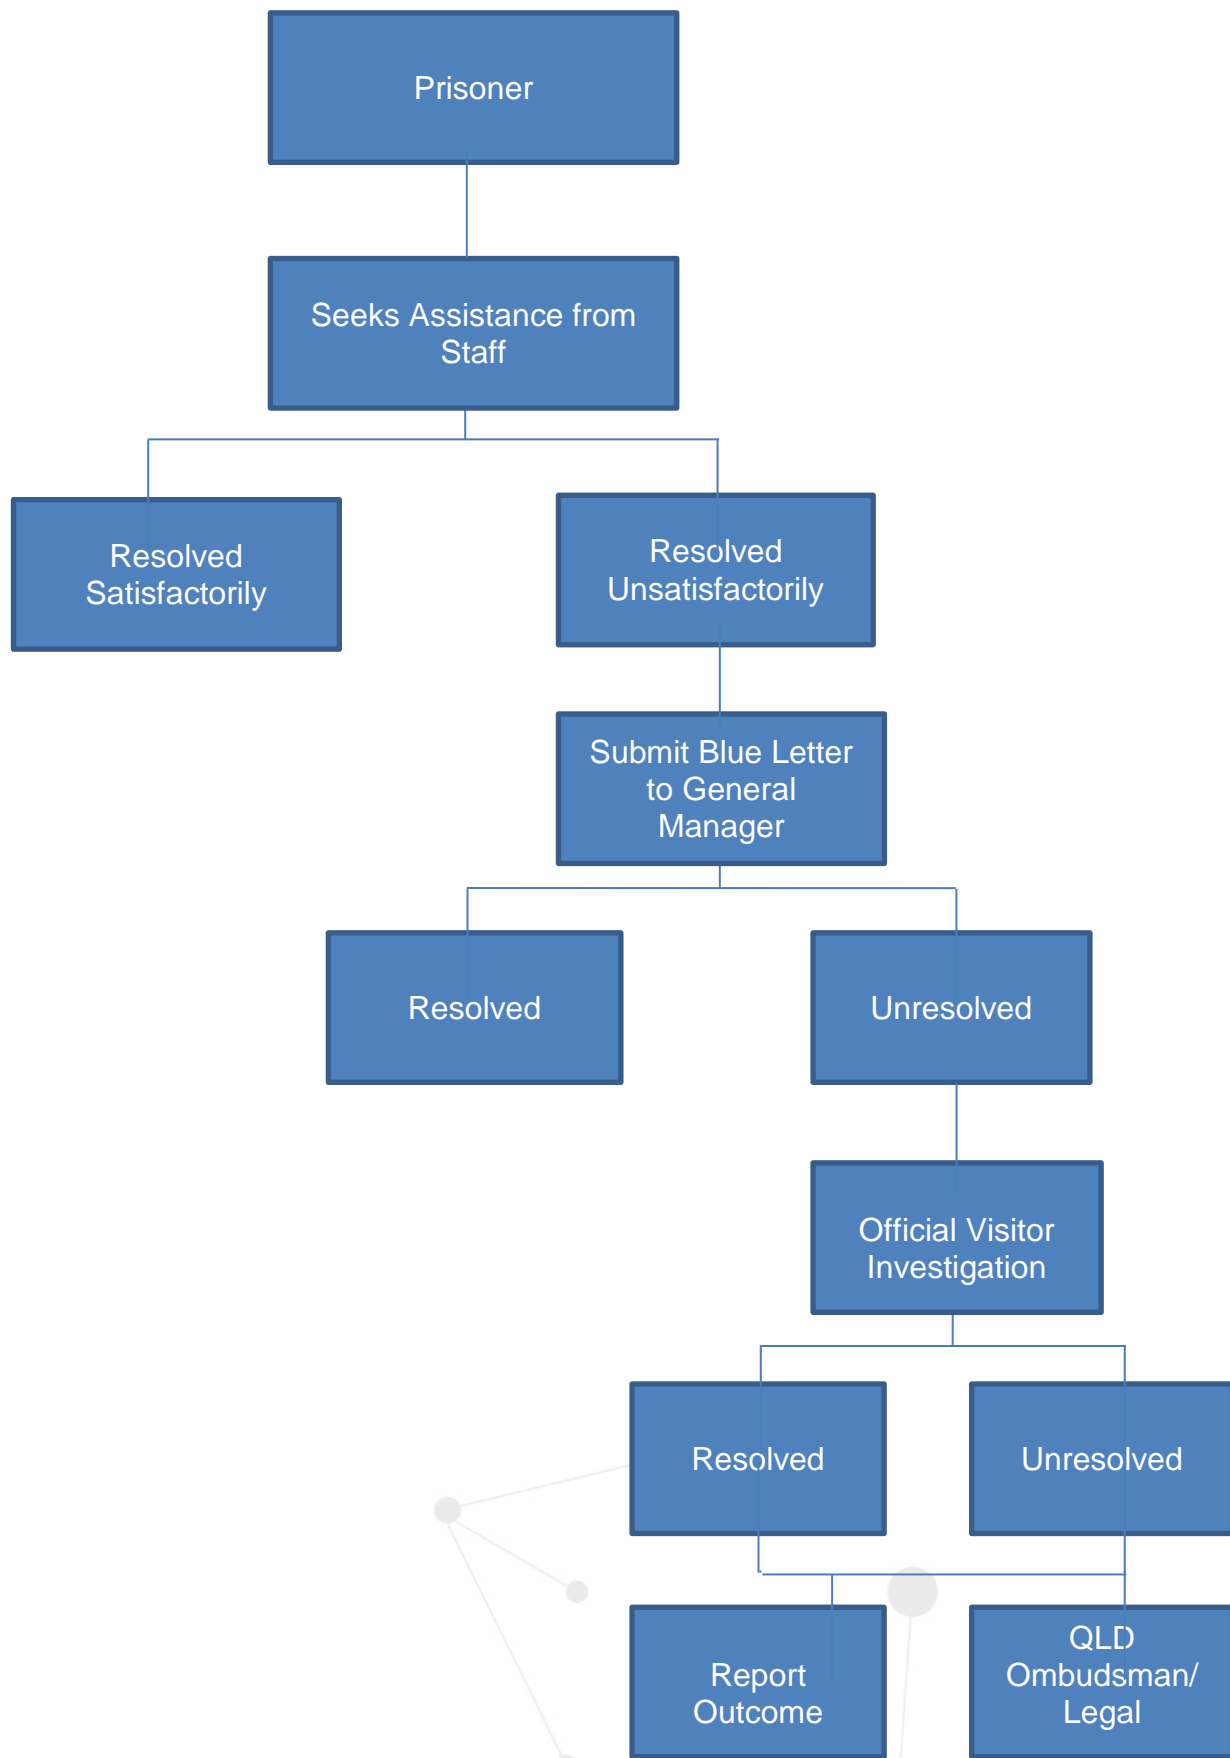 Prisoner
Seeks Assistance from
Staff
Resolved
Satisfactorily
Resolved
Unsatisfactorily
Submit Blue Letter
to General
Manager
Resolved
Unresolved
Official Visitor
Investigation
Resolved
Unresolved
Report
Outcome
QLD
Ombudsman/
Legal